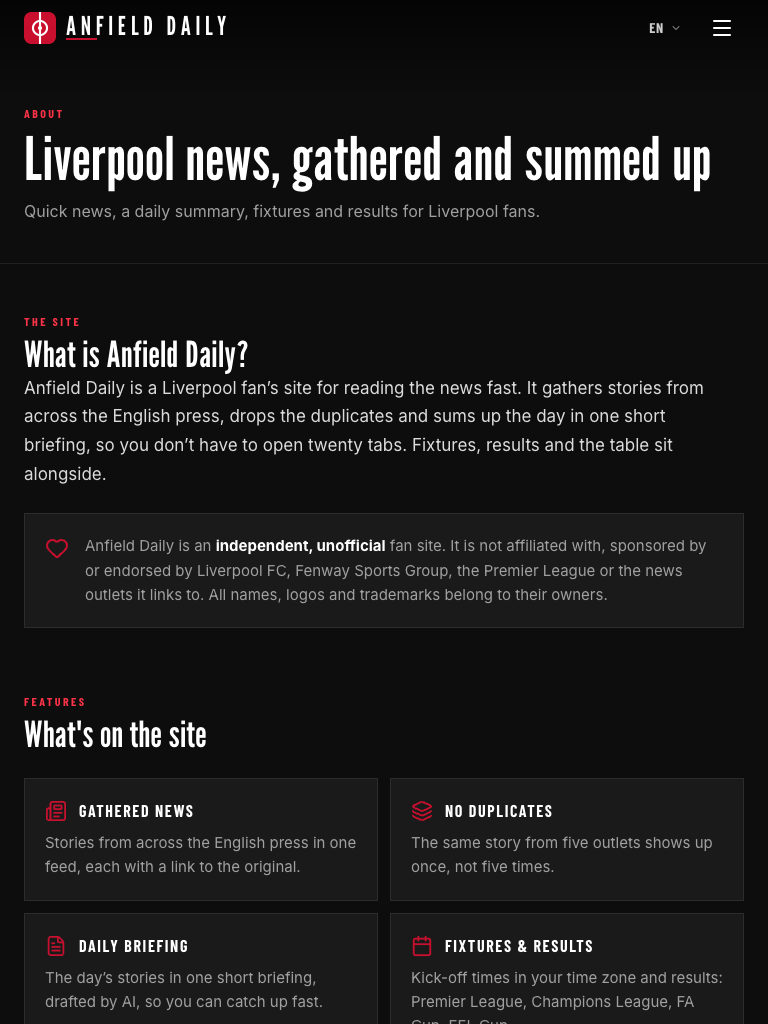 ANFIELD DAILY
EN
ABOUT
Liverpool news, gathered and summed up
Quick news, a daily summary, fixtures and results for Liverpool fans.
THE SITE
What is Anfield Daily?
Anfield Daily is a Liverpool fan’s site for reading the news fast. It gathers stories from
across the English press, drops the duplicates and sums up the day in one short
briefing, so you don’t have to open twenty tabs. Fixtures, results and the table sit
alongside.
Anfield Daily is an independent, unofficial fan site. It is not affiliated with, sponsored by
or endorsed by Liverpool FC, Fenway Sports Group, the Premier League or the news
outlets it links to. All names, logos and trademarks belong to their owners.
FEATURES
What's on the site
GATHERED NEWS
Stories from across the English press in one
feed, each with a link to the original.
NO DUPLICATES
The same story from five outlets shows up
once, not five times.
DAILY BRIEFING
The day’s stories in one short briefing,
drafted by AI, so you can catch up fast.
FIXTURES & RESULTS
Kick-off times in your time zone and results:
Premier League, Champions League, FA
Cup, EFL Cup